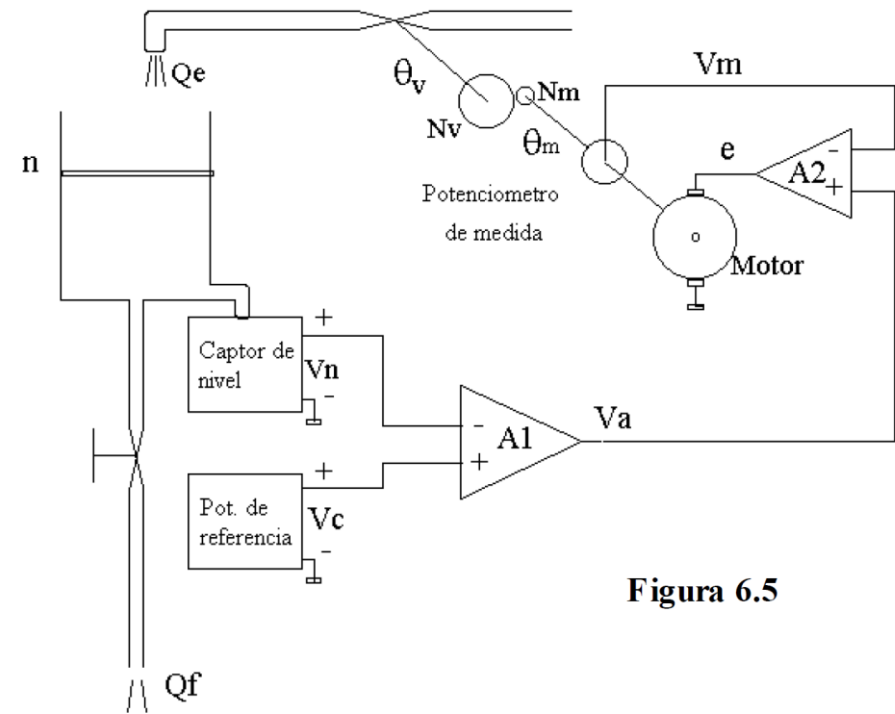 Qe
θv
Nm
Nv
θm
Vm
e
-
A2
+
n
Potenciometro
de medida
Motor
+
Captor de
nivel
Vn
-
Va
-
A1
+
+
Pot. de
referencia
Vc
-
Figura 6.5
Qf